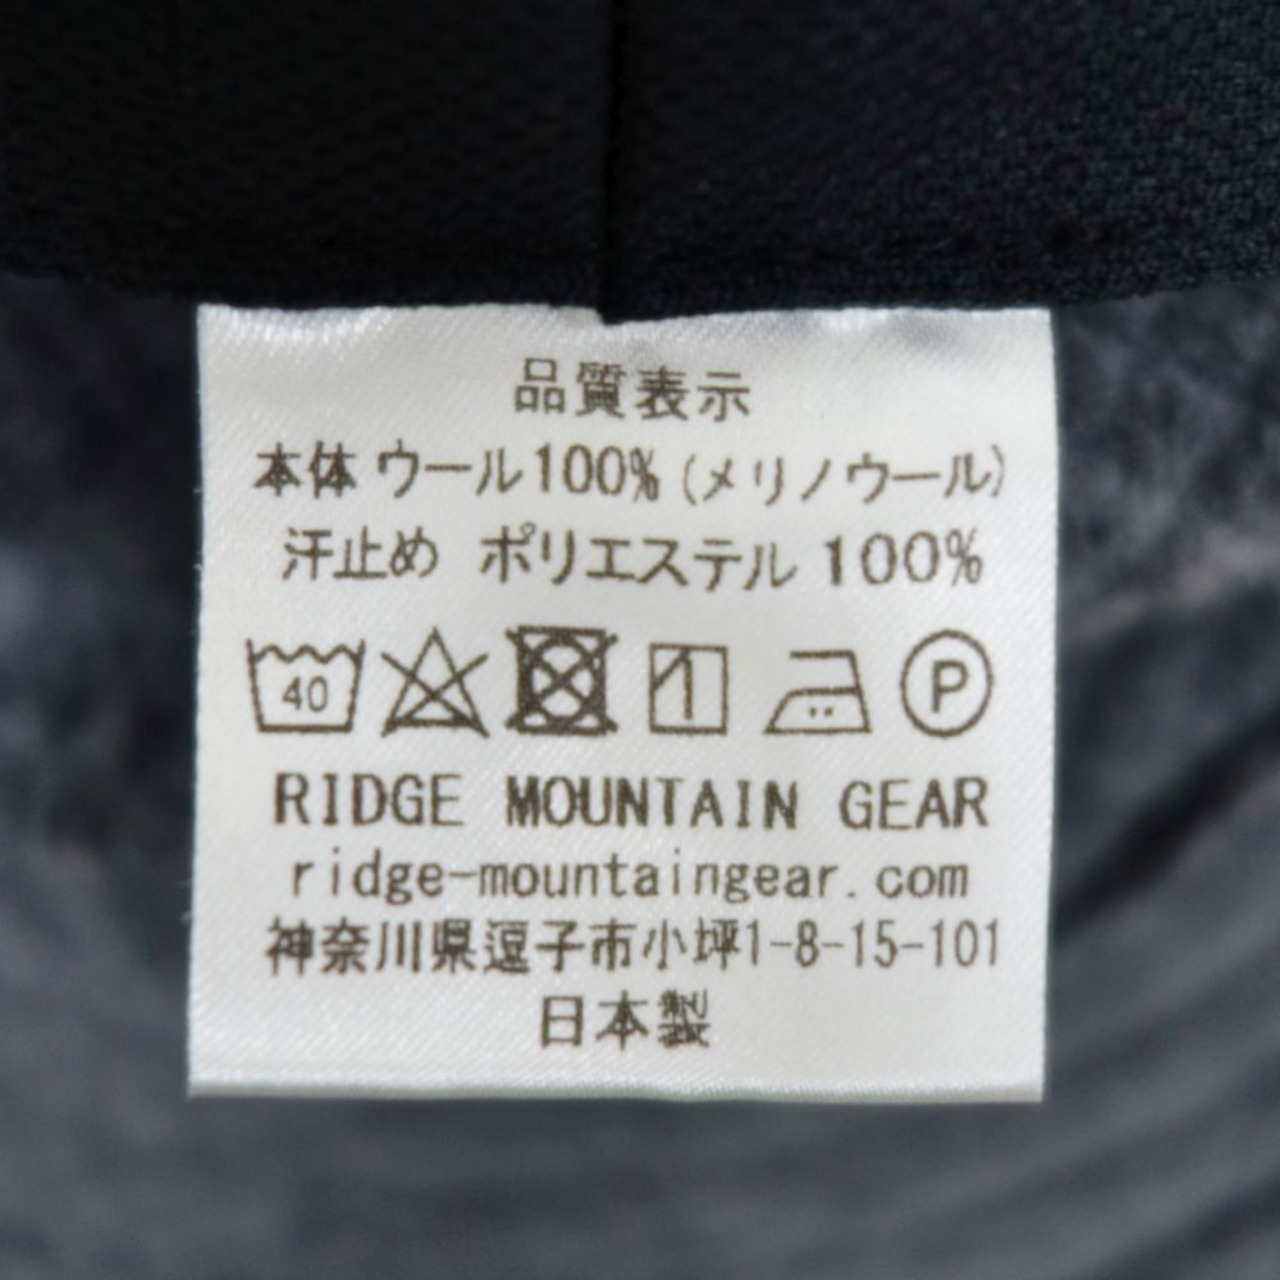 品質表示
本体 ウール100% (メリノウール)
汗止め ポリエステル 100%
40 P
RIDGE MOUNTAIN GEAR
ridge-mountaingear.com
神奈川県逗子市小坪1-8-15-101
日本製